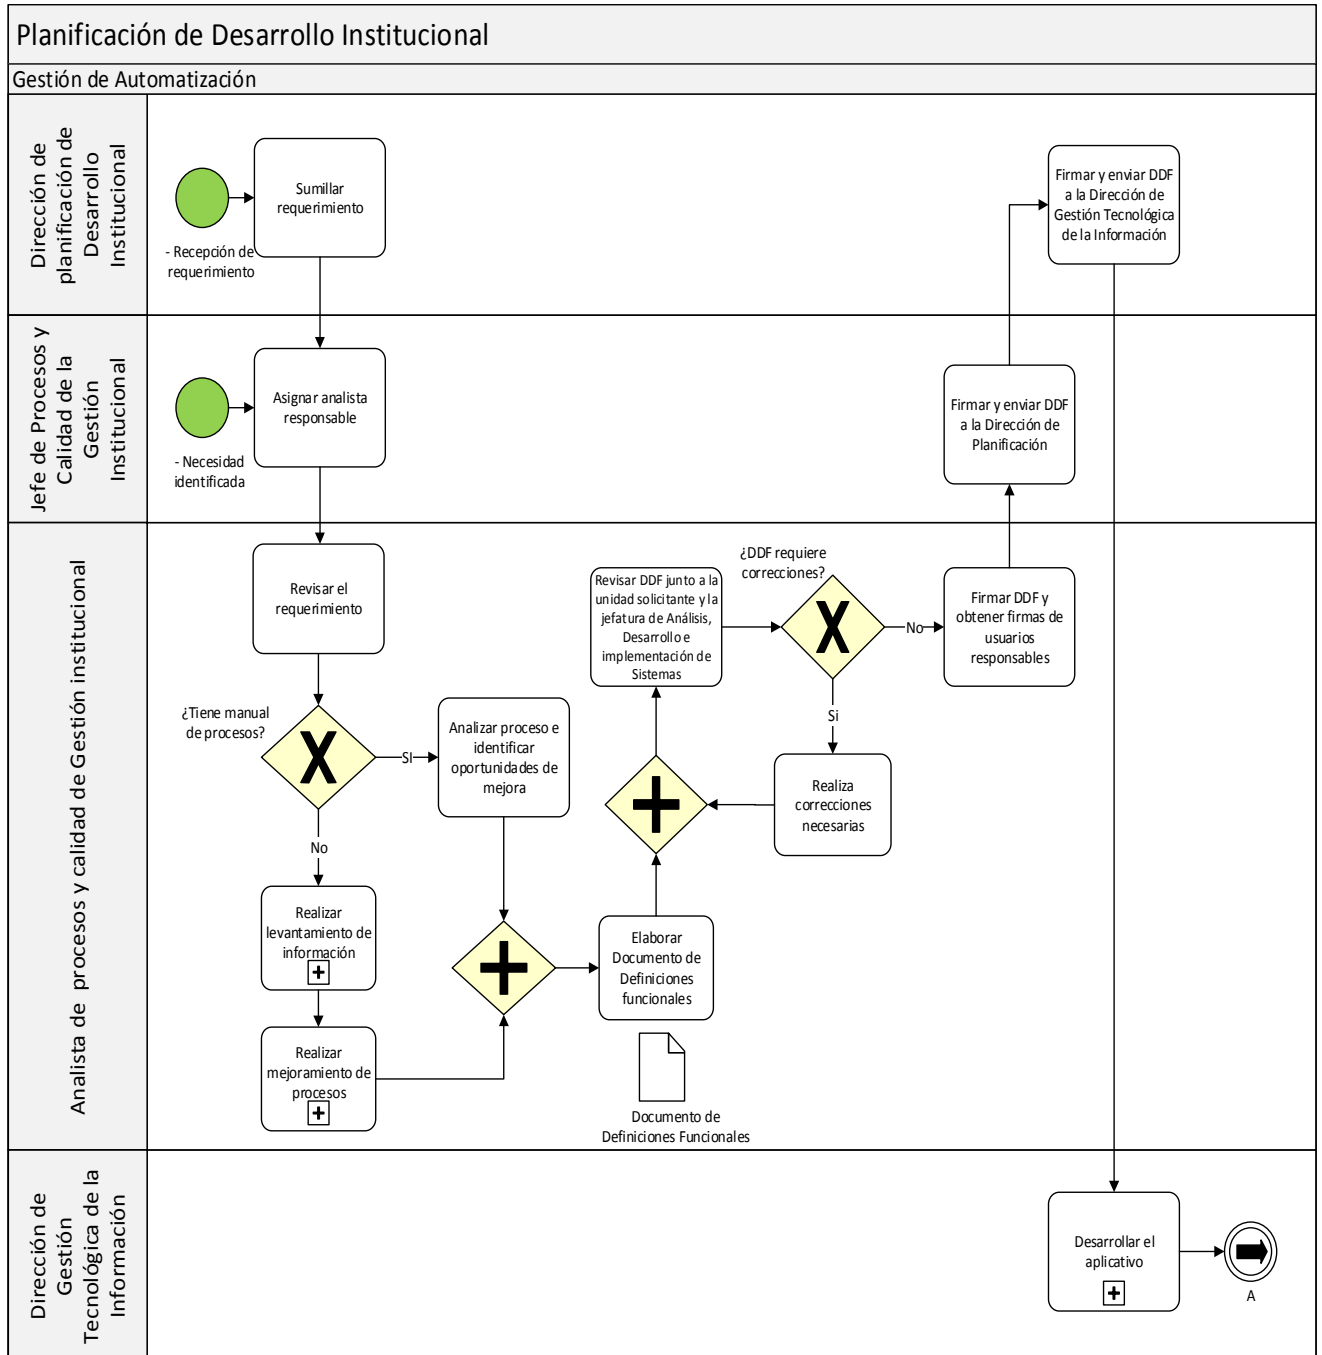 Planificación de Desarrollo Institucional
Gestión de Automatización
Dirección de
planificación de
Desarrollo
Institucional
- Recepción de
requerimiento
Sumillar
requerimiento
Firmar y enviar DDF
a la Dirección de
Gestión Tecnológica
de la Información
Jefe de Procesos y
Calidad de la
Gestión
Institucional
- Necesidad
identificada
Asignar analista
responsable
Firmar y enviar DDF
a la Dirección de
Planificación
Analista de procesos y calidad de Gestión institucional
Revisar el
requerimiento
¿Tiene manual
de procesos?
SI
No
Analizar proceso e
identificar
oportunidades de
mejora
Realizar
levantamiento de
información
Realizar
mejoramiento de
procesos
Elaborar
Documento de
Definiciones
funcionales
Documento de
Definiciones Funcionales
Revisar DDF junto a la
unidad solicitante y la
jefatura de Análisis,
Desarrollo e
implementación de
Sistemas
¿DDF requiere
correcciones?
No
Si
Realiza
correcciones
necesarias
Firmar DDF y
obtener firmas de
usuarios
responsables
Dirección de
Gestión
Tecnológica de la
Información
Desarrollar el
aplicativo
A